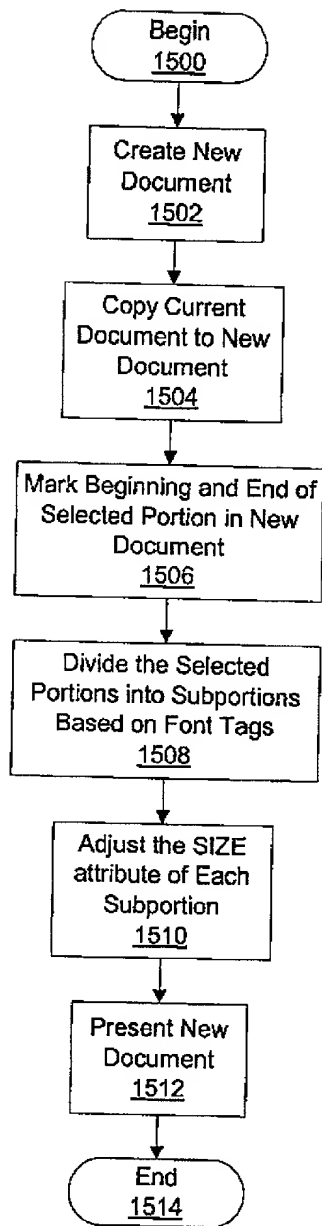 Begin
1500
Create New
Document
1502
Copy Current
Document to New
Document
1504
Mark Beginning and End of
Selected Portion in New
Document
1506
Divide the Selected
Portions into Subportions
Based on Font Tags
1508
Adjust the SIZE
attribute of Each
Subportion
1510
Present New
Document
1512
End
1514